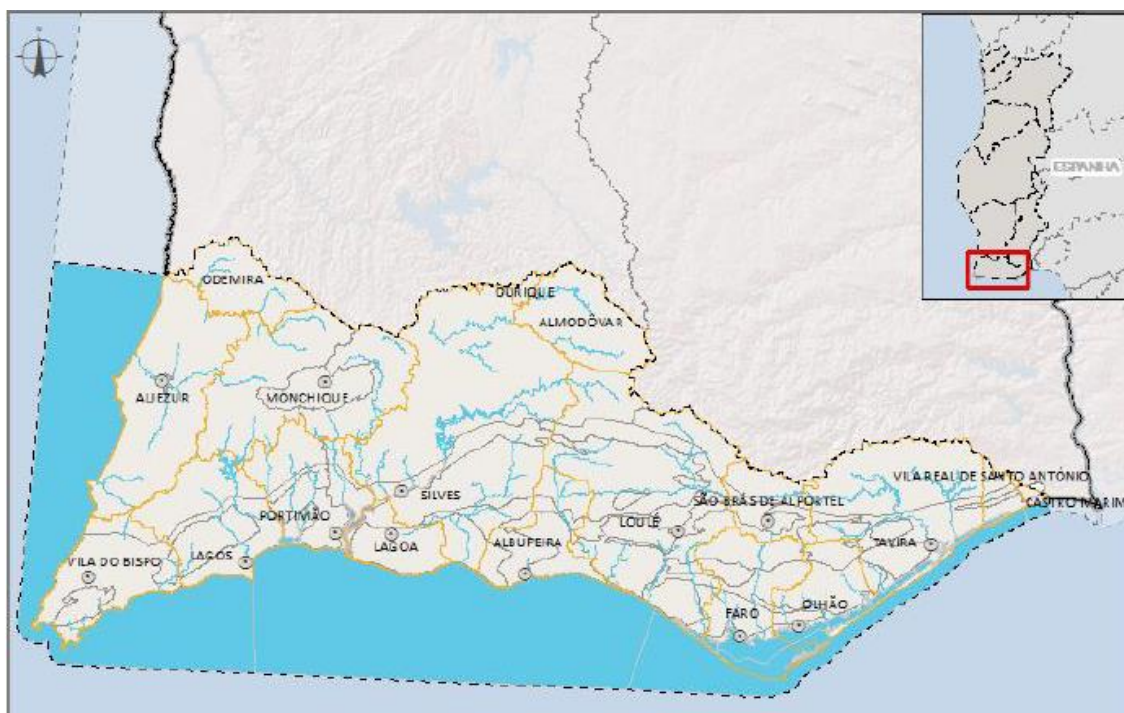 N
ESPANHA
ODEMIRA
OURIQUE
ALMODÔVAR
ALJEZUR
MONCHIQUE
VILA REAL DE SANTO ANTÓNIO
SILVES
SÃO BRÁS DE ALPORTEL
CASTRO MARIM
PORTIMÃO
LOULÉ
LAGOA
ALBUFEIRA
TAVIRA
LAGOS
VILA DO BISPO
FARO
OLHÃO